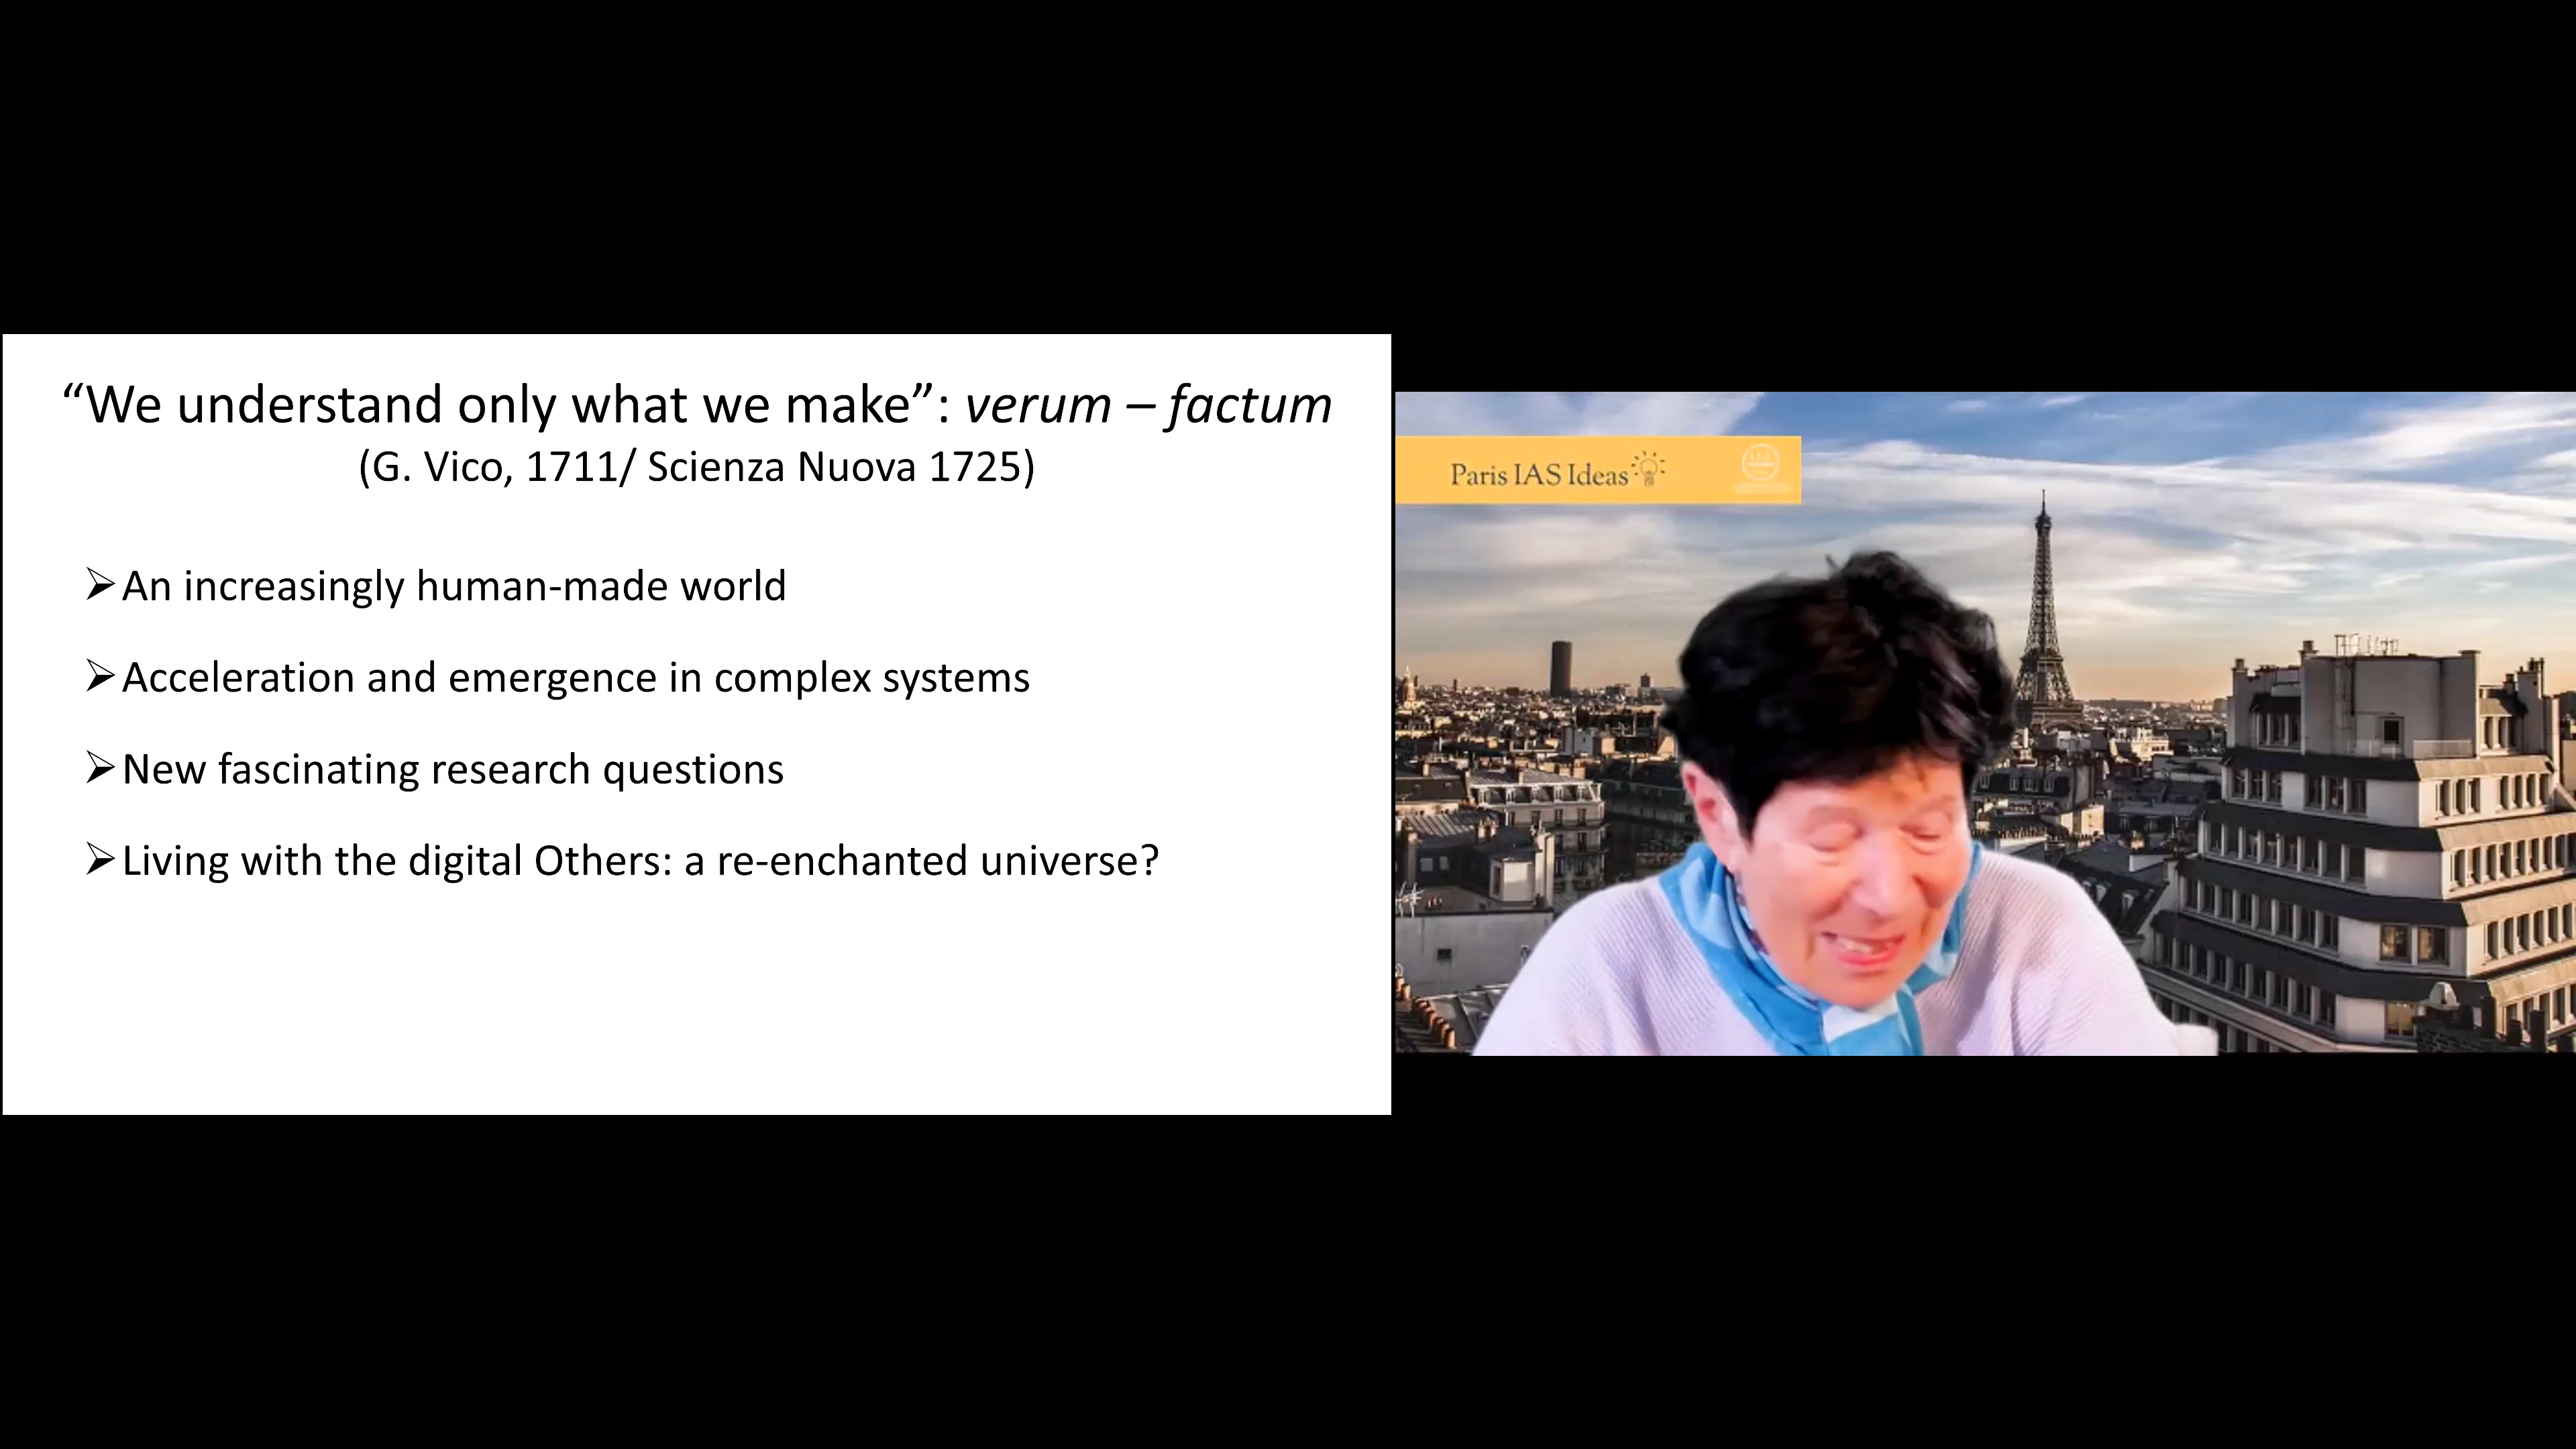 “We understand only what we make”: verum – factum
(G. Vico, 1711/ Scienza Nuova 1725)
➢An increasingly human-made world
➢Acceleration and emergence in complex systems
➢New fascinating research questions
➢Living with the digital Others: a re-enchanted universe?
Paris IAS Ideas